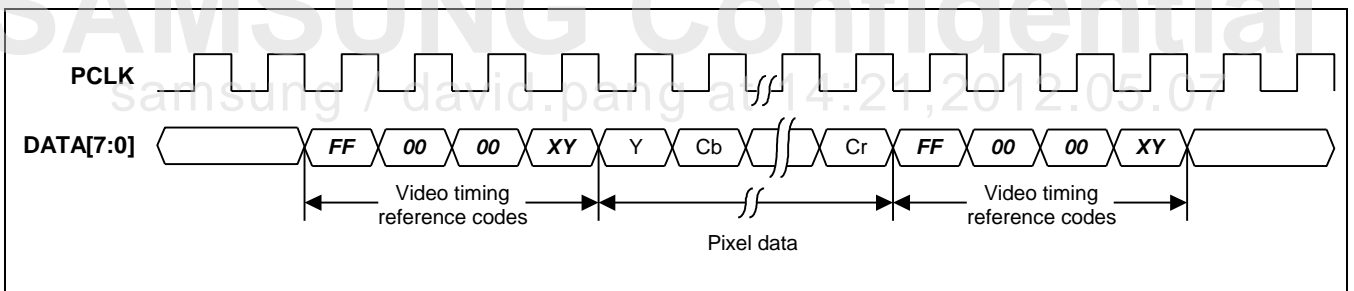 SAMSUNG Confidential
PCLK
samsung / david.pang at 14:21,2012.05.07
DATA[7:0] FF 00 00 XY Y Cb Cr FF 00 00 XY
Video timing reference codes
Pixel data
Video timing reference codes